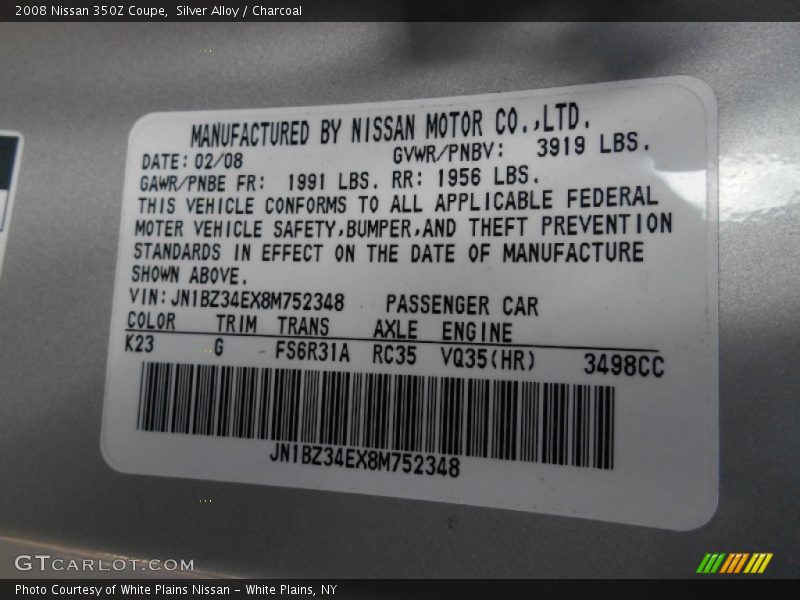 2008 Nissan 350Z Coupe,  Silver Alloy / Charcoal
MANUFACTURED BY NISSAN MOTOR CO.,LTD.
DATE: 02/08 GVWR/PNBV: 3919 LBS.
GAWR/PNBE FR: 1991 LBS. RR: 1956 LBS.
THIS VEHICLE CONFORMS TO ALL APPLICABLE FEDERAL
MOTER VEHICLE SAFETY,BUMPER,AND THEFT PREVENTION
STANDARDS IN EFFECT ON THE DATE OF MANUFACTURE
SHOWN ABOVE.
VIN: JN1BZ34EX8M752348 PASSENGER CAR
COLOR TRIM TRANS AXLE ENGINE
K23 G FS6R31A RC35 VQ35(HR) 3498CC
JN1BZ34EX8M752348
GTCARLOT.COM
Photo Courtesy of White Plains Nissan - White Plains, NY